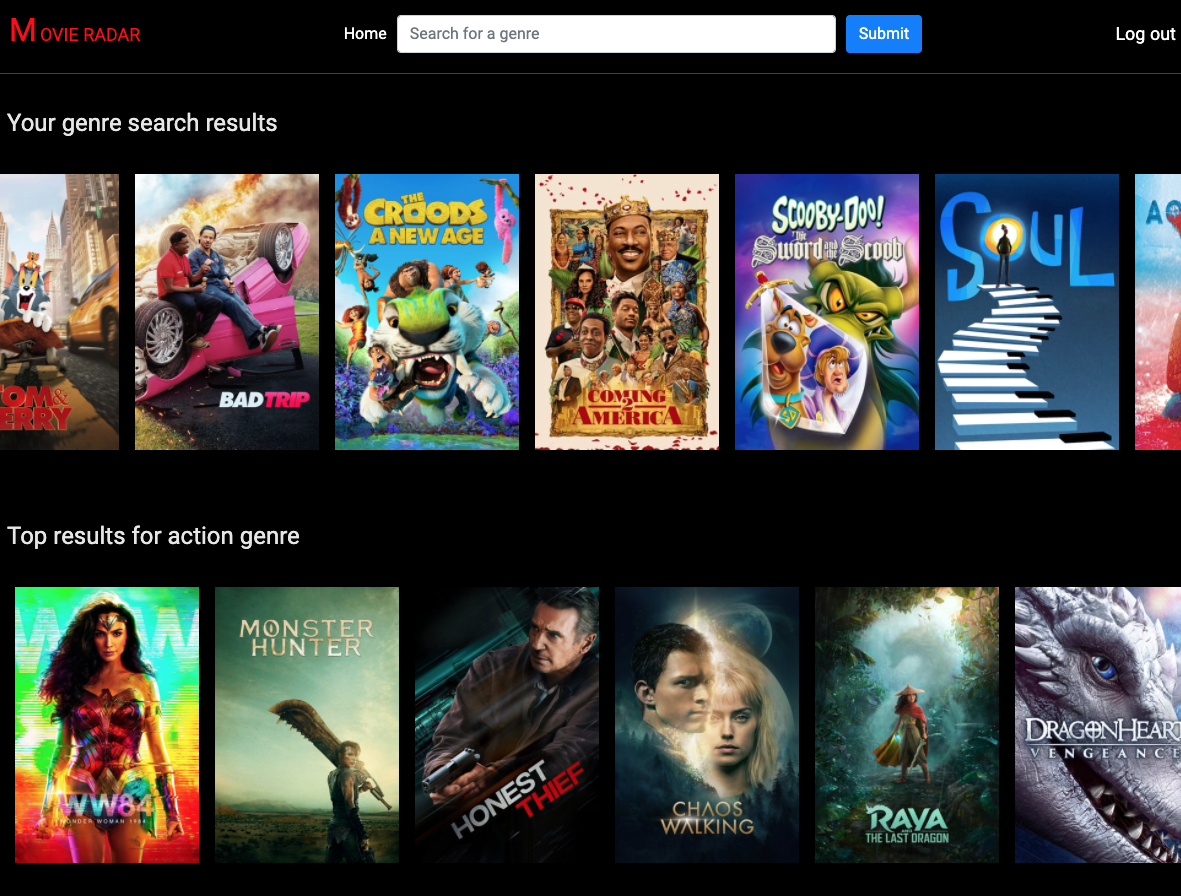 MOVIE RADAR
Home
Search for a genre
Submit
Log out
Your genre search results
TOM&
JERRY
BAD TRIP
THE
CROODS
A NEW AGE
COMING
2
AMERICA
SCOOBY-DOO!
The
Sword and the Scoob
SOUL
Top results for action genre
WW84
WONDER WOMAN 1984
MONSTER
HUNTER
HONEST
THIEF
CHAOS
WALKING
RAYA
AND
THE LAST DRAGON
DRAGONHEART
VENGEANCE